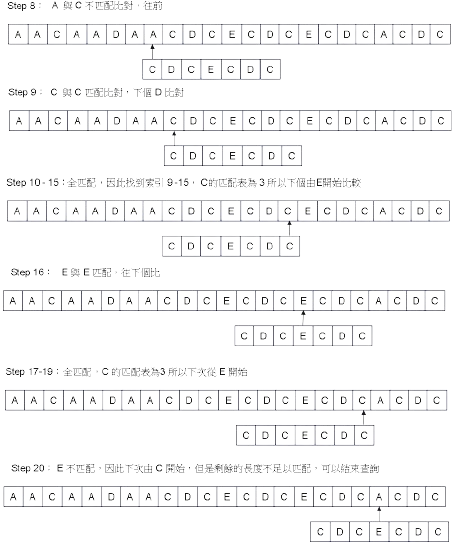 Step 8： A 與 C 不匹配比對，往前
A A C A A D A A C D C E C D C E C D C A C D C
C D C E C D C
Step 9： C 與 C 匹配比對，下個 D 比對
A A C A A D A A C D C E C D C E C D C A C D C
C D C E C D C
Step 10 - 15：全匹配，因此找到索引 9 -15， C的匹配表為 3 所以下個由E開始比較
A A C A A D A A C D C E C D C E C D C A C D C
C D C E C D C
Step 16： E 與 E 匹配，往下個比
A A C A A D A A C D C E C D C E C D C A C D C
C D C E C D C
Step 17-19：全匹配，C 的匹配表為3 所以下次從 E 開始
A A C A A D A A C D C E C D C E C D C A C D C
C D C E C D C
Step 20： E 不匹配，因此下次由 C 開始，但是剩餘的長度不足以匹配，可以結束查詢
A A C A A D A A C D C E C D C E C D C A C D C
C D C E C D C